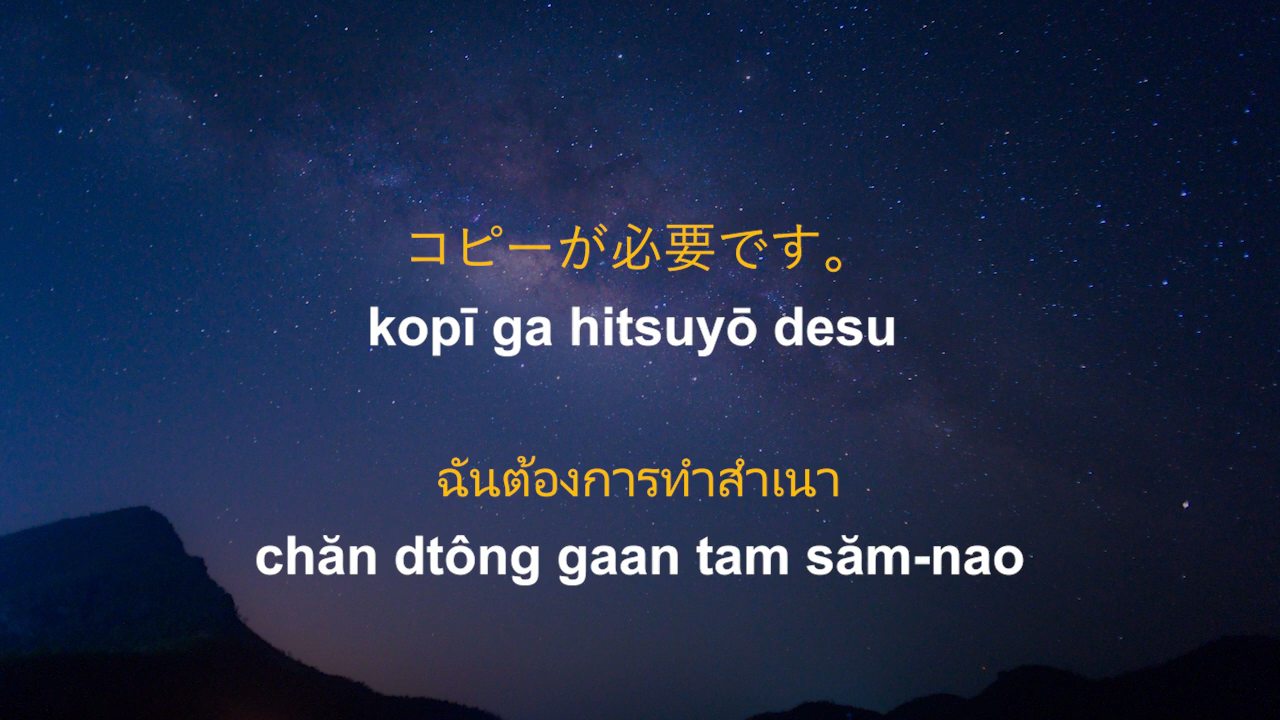 コピーが必要です。
kopī ga hitsuyō desu
ฉันต้องการทำสำเนา
chăn dtông gaan tam săm-nao